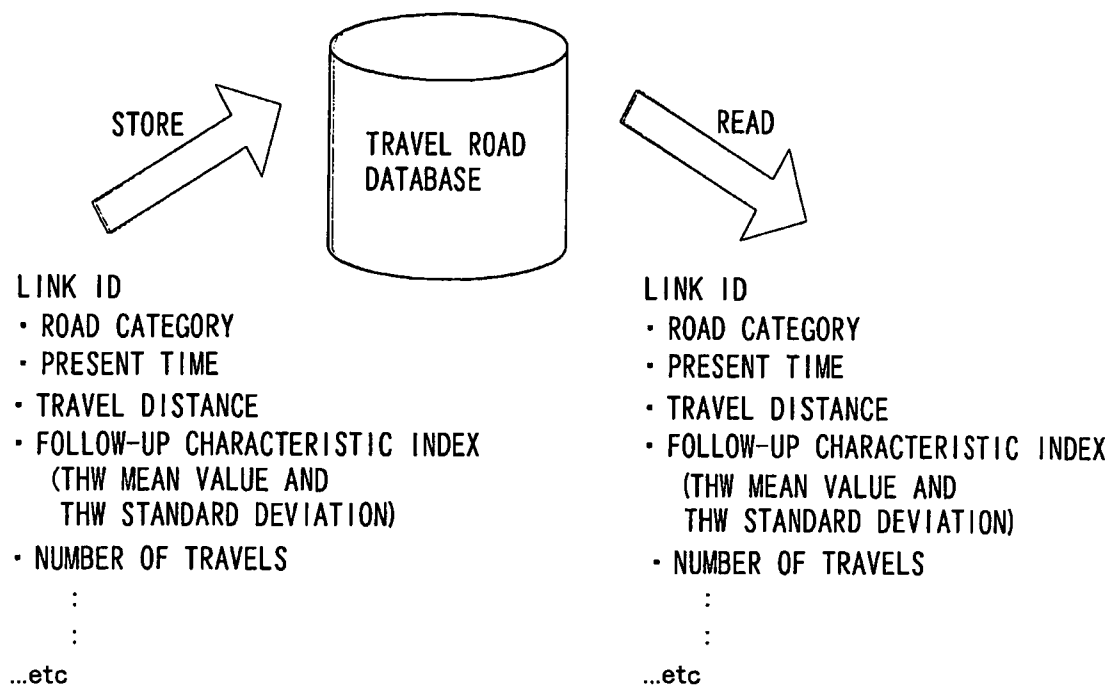 STORE
TRAVEL ROAD
DATABASE
READ
LINK ID
· ROAD CATEGORY
· PRESENT TIME
· TRAVEL DISTANCE
· FOLLOW-UP CHARACTERISTIC INDEX
(THW MEAN VALUE AND
THW STANDARD DEVIATION)
· NUMBER OF TRAVELS
:
:
...etc
LINK ID
· ROAD CATEGORY
· PRESENT TIME
· TRAVEL DISTANCE
· FOLLOW-UP CHARACTERISTIC INDEX
(THW MEAN VALUE AND
THW STANDARD DEVIATION)
· NUMBER OF TRAVELS
:
:
...etc